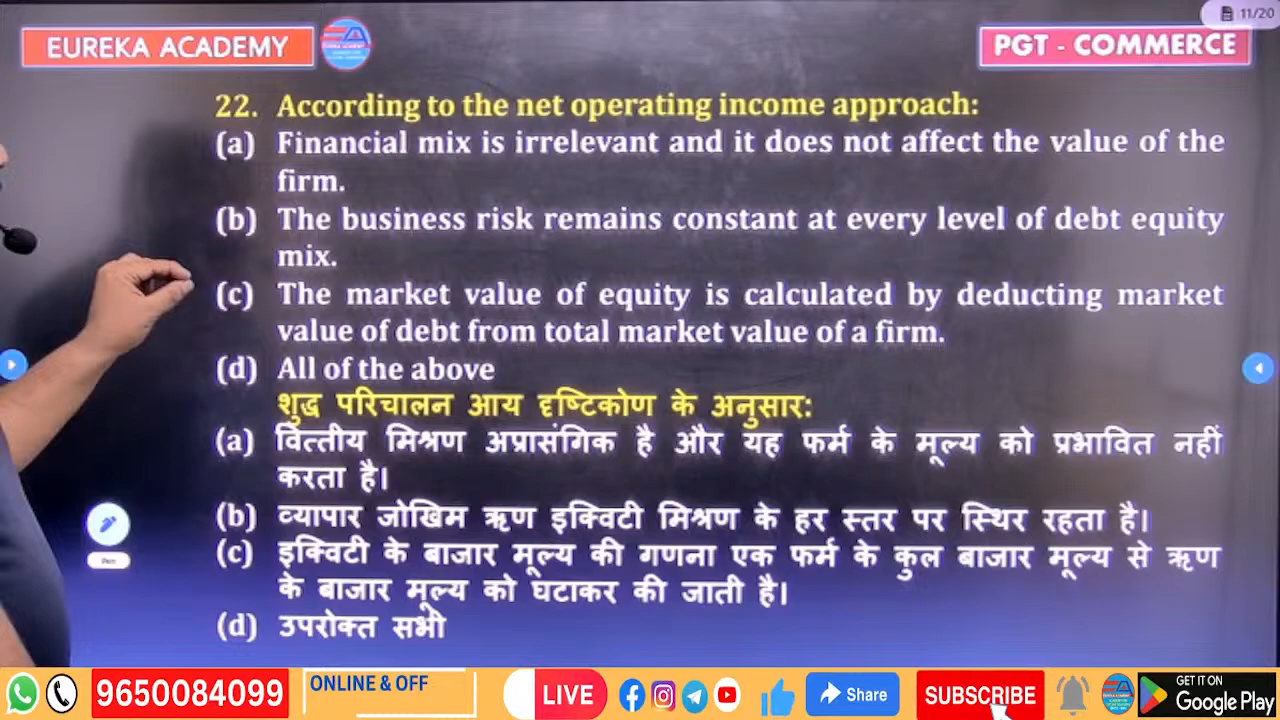 11/20
EUREKA ACADEMY
PGT - COMMERCE
22. According to the net operating income approach:
(a) Financial mix is irrelevant and it does not affect the value of the
firm.
(b) The business risk remains constant at every level of debt equity
mix.
(c) The market value of equity is calculated by deducting market
value of debt from total market value of a firm.
(d) All of the above
शुद्ध परिचालन आय दृष्टिकोण के अनुसार:
(a) वित्तीय मिश्रण अप्रासंगिक है और यह फर्म के मूल्य को प्रभावित नहीं
करता है।
(b) व्यापार जोखिम ऋण इक्विटी मिश्रण के हर स्तर पर स्थिर रहता है।
(c) इक्विटी के बाजार मूल्य की गणना एक फर्म के कुल बाजार मूल्य से ऋण
के बाजार मूल्य को घटाकर की जाती है।
(d) उपरोक्त सभी
9650084099
ONLINE & OFF
LIVE
Share
SUBSCRIBE
GET IT ON
Google Play